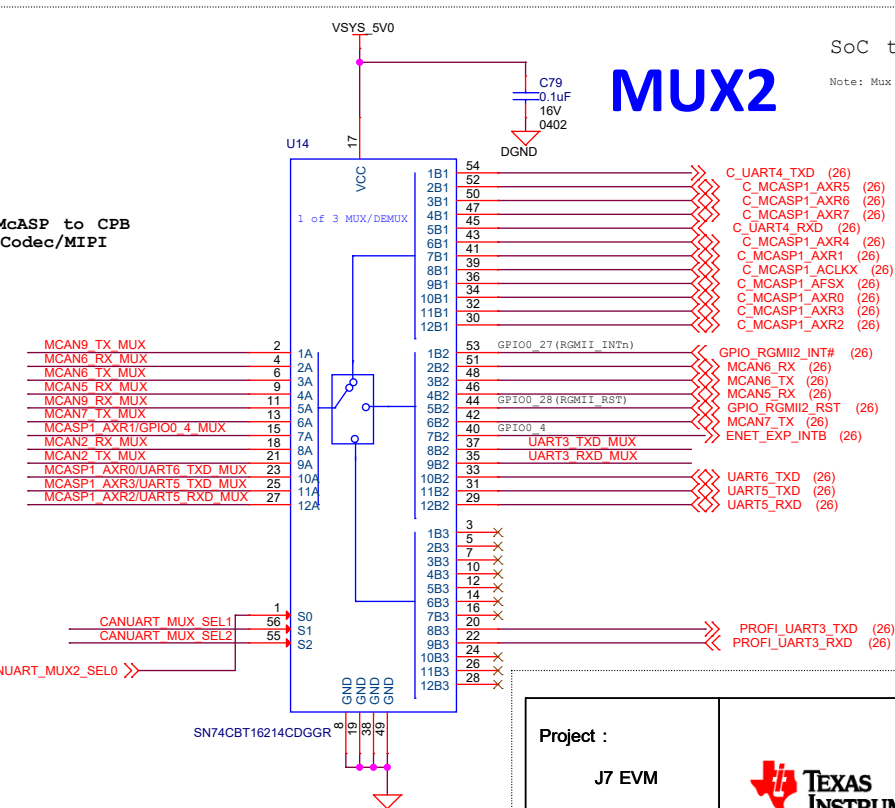 VSYS_5V0
SoC t
MUX2
Note: Mux
C79
0.1uF
16V
0402
DGND
U14
17
VCC
1 of 3 MUX/DEMUX
McASP to CPB
Codec/MIPI
1B1 54 C_UART4_TXD (26)
2B1 52 C_MCASP1_AXR5 (26)
3B1 50 C_MCASP1_AXR6 (26)
4B1 47 C_MCASP1_AXR7 (26)
5B1 45 C_UART4_RXD (26)
6B1 43 C_MCASP1_AXR4 (26)
7B1 41 C_MCASP1_AXR1 (26)
8B1 39 C_MCASP1_ACLKX (26)
9B1 36 C_MCASP1_AFSX (26)
10B1 34 C_MCASP1_AXR0 (26)
11B1 32 C_MCASP1_AXR3 (26)
12B1 30 C_MCASP1_AXR2 (26)
MCAN9_TX_MUX 2 1A
MCAN6_RX_MUX 4 2A
MCAN6_TX_MUX 6 3A
MCAN5_RX_MUX 9 4A
MCAN9_RX_MUX 11 5A
MCAN7_TX_MUX 13 6A
MCASP1_AXR1/GPIO0_4_MUX 15 7A
MCAN2_RX_MUX 18 8A
MCAN2_TX_MUX 21 9A
MCASP1_AXR0/UART6_TXD_MUX 23 10A
MCASP1_AXR3/UART5_TXD_MUX 25 11A
MCASP1_AXR2/UART5_RXD_MUX 27 12A
1B2 53 GPIO0_27(RGMII_INTn) GPIO_RGMII2_INT# (26)
2B2 51 MCAN6_RX (26)
3B2 48 MCAN6_TX (26)
4B2 46 MCAN5_RX (26)
5B2 44 GPIO0_28(RGMII_RST) GPIO_RGMII2_RST (26)
6B2 42 MCAN7_TX (26)
7B2 40 GPIO0_4 ENET_EXP_INTB (26)
8B2 37 UART3_TXD_MUX
9B2 35 UART3_RXD_MUX
10B2 33 UART6_TXD (26)
11B2 31 UART5_TXD (26)
12B2 29 UART5_RXD (26)
1B3 3
2B3 5
3B3 7
4B3 10
5B3 12
6B3 14
7B3 16
8B3 20 PROFI_UART3_TXD (26)
9B3 22 PROFI_UART3_RXD (26)
10B3 24
11B3 26
12B3 28
1 S0
CANUART_MUX_SEL1 56 S1
CANUART_MUX_SEL2 55 S2
NUART_MUX2_SEL0
GND GND GND GND
SN74CBT16214CDGGR
8 19 38 49
Project :
J7 EVM
TEXAS
INSTRUM